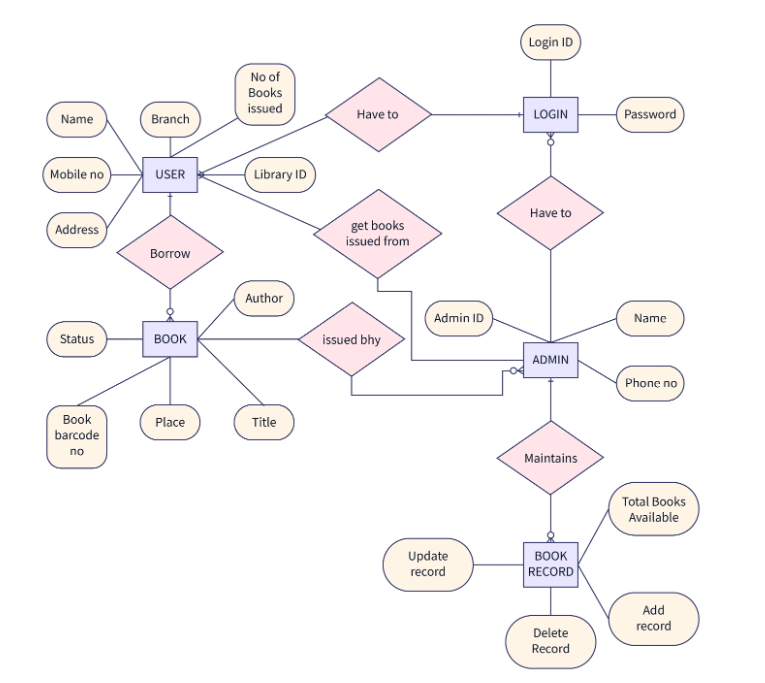 Login ID
No of
Books
issued
Name
Branch
Have to
LOGIN
Password
Mobile no
USER
Library ID
Have to
Address
get books
issued from
Borrow
Author
Admin ID
Name
Status
BOOK
issued bhy
ADMIN
Phone no
Book
barcode
no
Place
Title
Maintains
Total Books
Available
Update
record
BOOK
RECORD
Add
record
Delete
Record